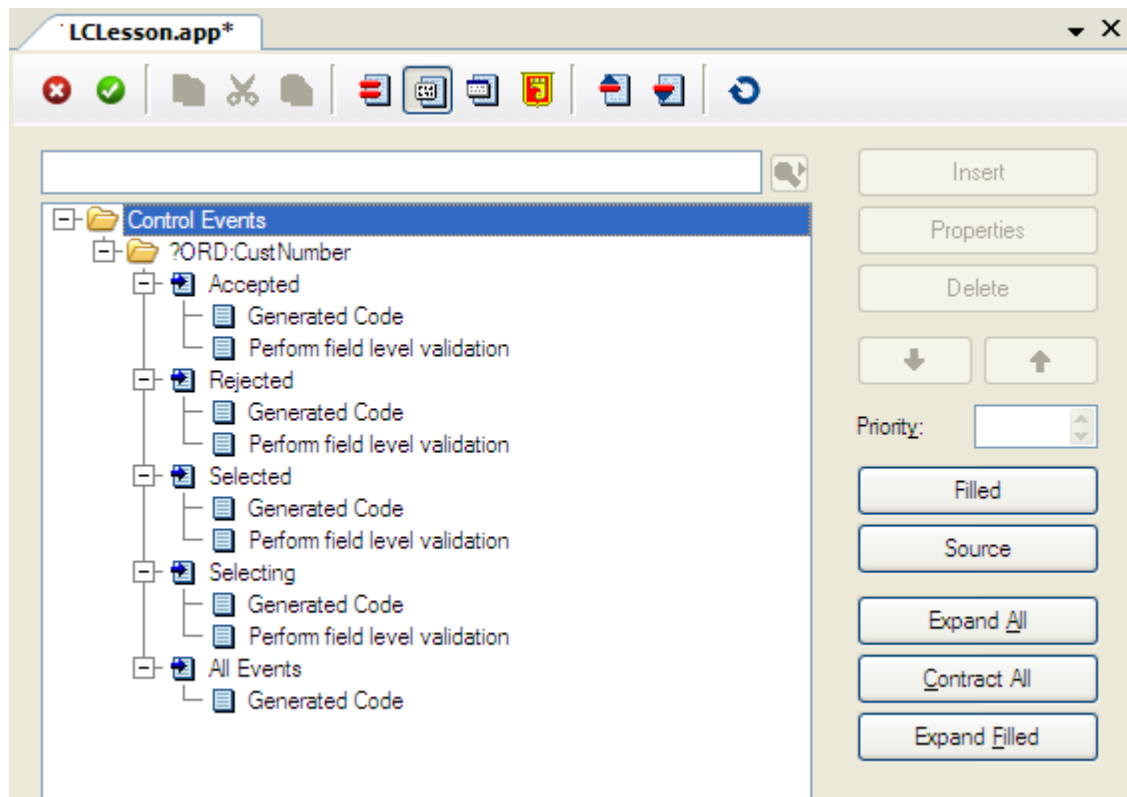 LCLesson.app*
Insert
Control Events
Properties
?ORD:CustNumber
Accepted
Delete
Generated Code
Perform field level validation
Rejected
Generated Code
Priority:
Perform field level validation
Selected
Filled
Generated Code
Perform field level validation
Source
Selecting
Generated Code
Expand All
Perform field level validation
All Events
Contract All
Generated Code
Expand Filled